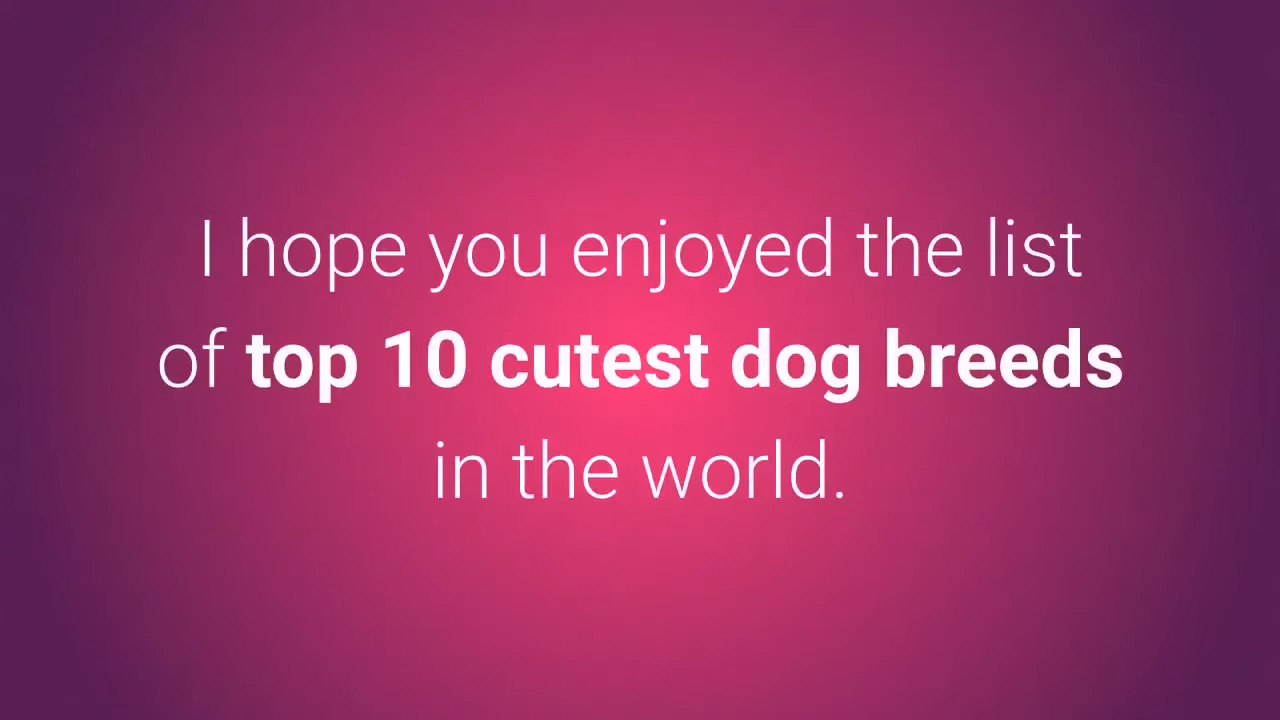 I hope you enjoyed the list
of top 10 cutest dog breeds
in the world.